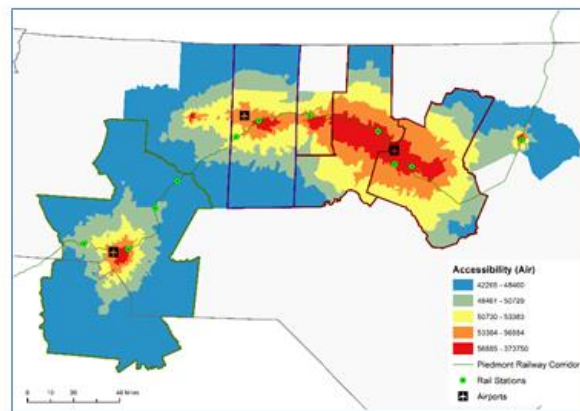 Accessibility (Air)
42265 - 48460
48461 - 50729
50730 - 53383
53384 - 56884
56885 - 373750
Piedmont Railway Corridor
Rail Stations
Airports
0 10 20 40